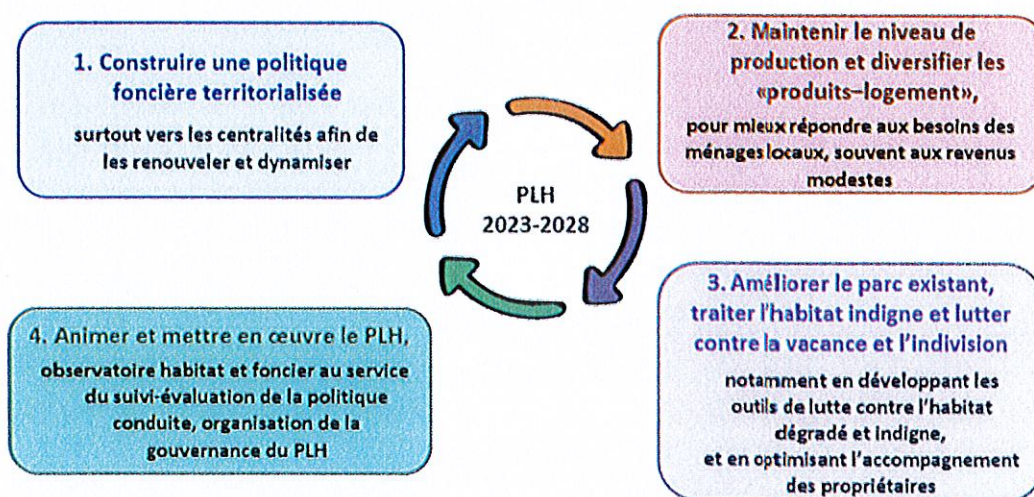 1. Construire une politique
foncière territorialisée
surtout vers les centralités afin de
les renouveler et dynamiser
2. Maintenir le niveau de
production et diversifier les
«produits–logement»,
pour mieux répondre aux besoins des
ménages locaux, souvent aux revenus
modestes
PLH
2023-2028
3. Améliorer le parc existant,
traiter l'habitat indigne et lutter
contre la vacance et l'indivision
notamment en développant les
outils de lutte contre l'habitat
dégradé et indigne,
et en optimisant l'accompagnement
des propriétaires
4. Animer et mettre en œuvre le PLH,
observatoire habitat et foncier au service
du suivi-évaluation de la politique
conduite, organisation de la
gouvernance du PLH